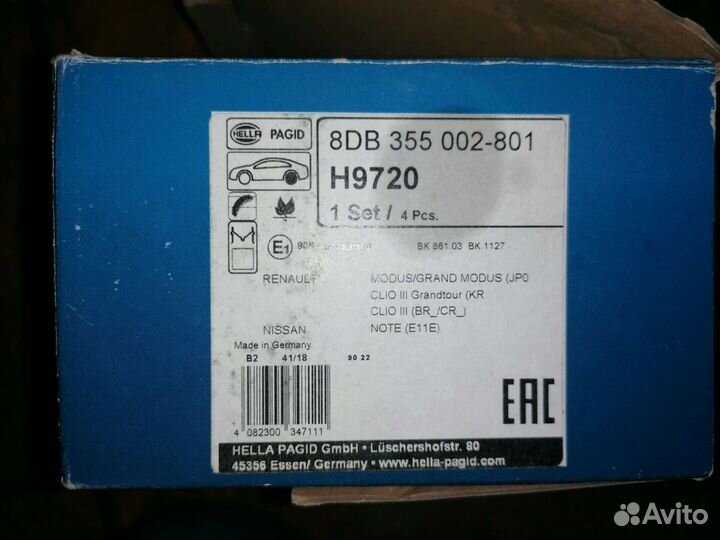 HELLA PAGID
8DB 355 002-801
H9720
1 Set / 4 Pcs.
E1
BK 861 03 BK 1127
RENAULT MODUS/GRAND MODUS (JP0
CLIO III Grandtour (KR
CLIO III (BR_/CR_)
NISSAN NOTE (E11E)
Made in Germany
B2 41/18 90 22
EAC
4 082300 347111
HELLA PAGID GmbH • Lüschershofstr. 80
45356 Essen/ Germany • www.hella-pagid.com
Avito